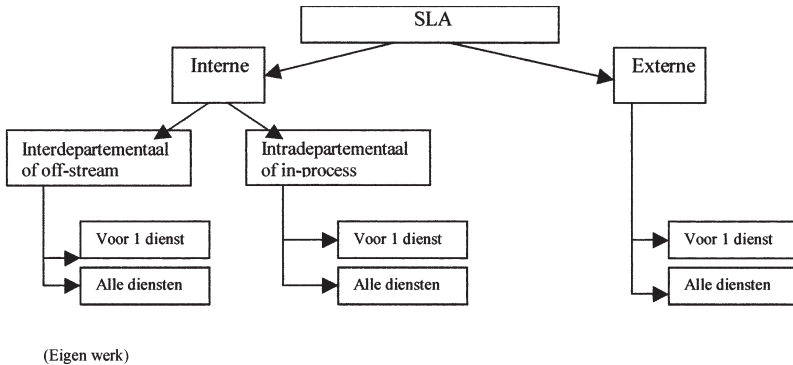 SLA
Interne
Externe
Interdepartementaal
of off-stream
Intradepartementaal
of in-process
Voor 1 dienst
Alle diensten
Voor 1 dienst
Alle diensten
Voor 1 dienst
Alle diensten
(Eigen werk)